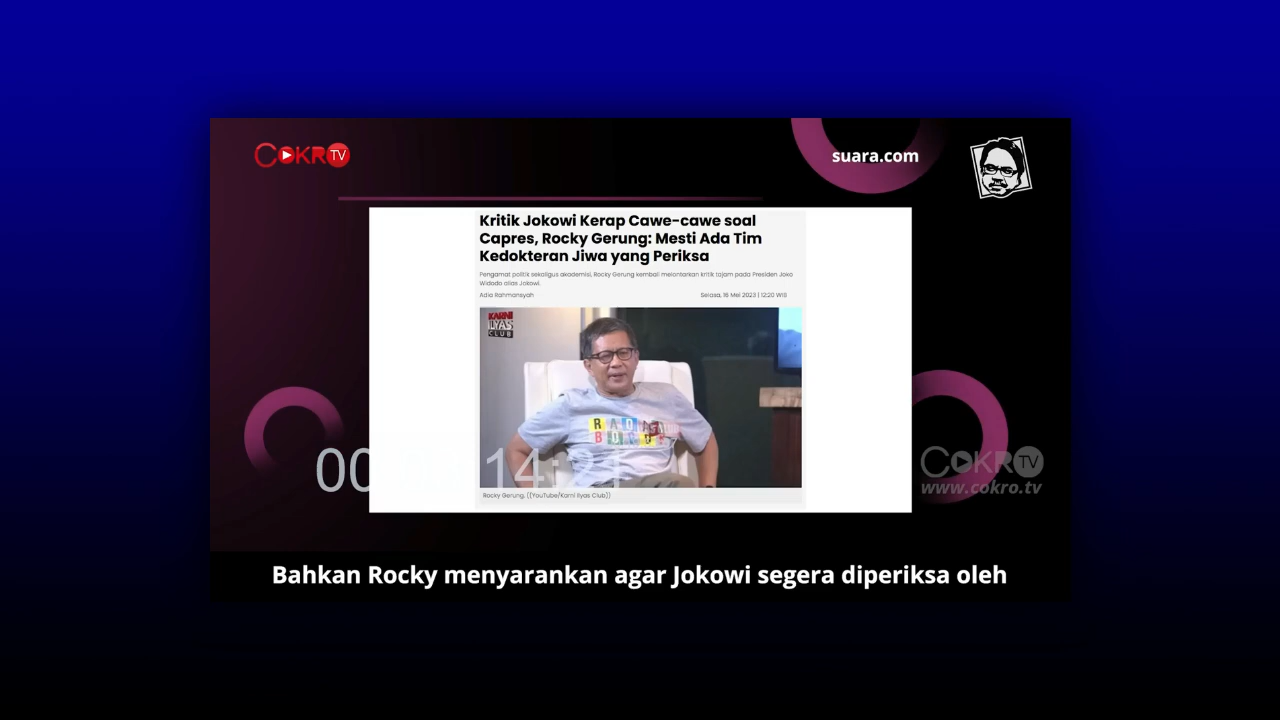 COKRO TV
suara.com
Kritik Jokowi Kerap Cawe-cawe soal
Capres, Rocky Gerung: Mesti Ada Tim
Kedokteran Jiwa yang Periksa
Pengamat politik sekaligus akademisi, Rocky Gerung kembali melontarkan kritik tajam pada Presiden Joko
Widodo alias Jokowi.
Adie Rahmansyah Selasa, 16 Mei 2023 | 12:20 WIB
KARNI
ILYAS
CLUB
Rocky Gerung. ((YouTube/Karni Ilyas Club))
COKRO TV
www.cokro.tv
Bahkan Rocky menyarankan agar Jokowi segera diperiksa oleh